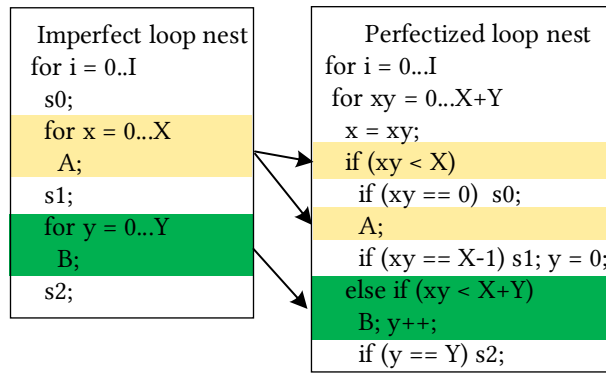 Imperfect loop nest
for i = 0..I
s0;
for x = 0...X
A;
s1;
for y = 0...Y
B;
s2;
Perfectized loop nest
for i = 0...I
for xy = 0...X+Y
x = xy;
if (xy < X)
if (xy == 0) s0;
A;
if (xy == X-1) s1; y = 0;
else if (xy < X+Y)
B; y++;
if (y == Y) s2;